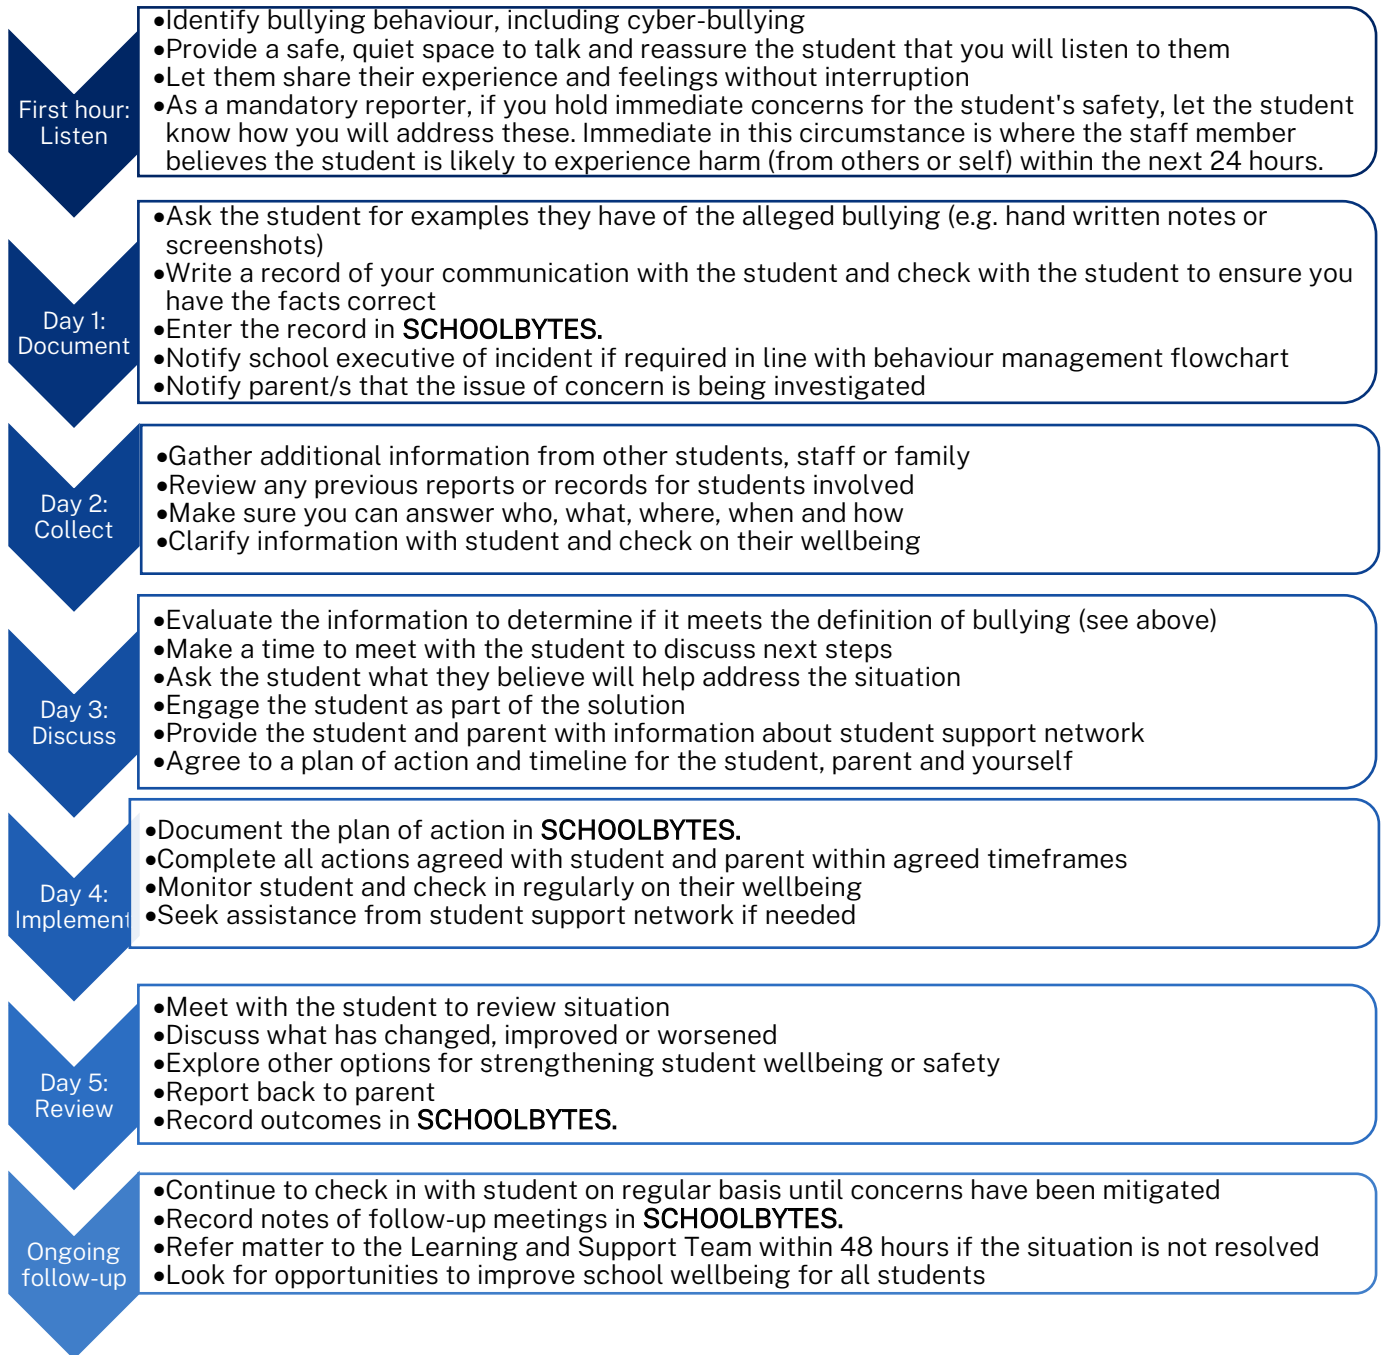 First hour:
Listen
•Identify bullying behaviour, including cyber-bullying
•Provide a safe, quiet space to talk and reassure the student that you will listen to them
•Let them share their experience and feelings without interruption
•As a mandatory reporter, if you hold immediate concerns for the student's safety, let the student
know how you will address these. Immediate in this circumstance is where the staff member
believes the student is likely to experience harm (from others or self) within the next 24 hours.
Day 1:
Document
•Ask the student for examples they have of the alleged bullying (e.g. hand written notes or
screenshots)
•Write a record of your communication with the student and check with the student to ensure you
have the facts correct
•Enter the record in SCHOOLBYTES.
•Notify school executive of incident if required in line with behaviour management flowchart
•Notify parent/s that the issue of concern is being investigated
Day 2:
Collect
•Gather additional information from other students, staff or family
•Review any previous reports or records for students involved
•Make sure you can answer who, what, where, when and how
•Clarify information with student and check on their wellbeing
Day 3:
Discuss
•Evaluate the information to determine if it meets the definition of bullying (see above)
•Make a time to meet with the student to discuss next steps
•Ask the student what they believe will help address the situation
•Engage the student as part of the solution
•Provide the student and parent with information about student support network
•Agree to a plan of action and timeline for the student, parent and yourself
Day 4:
Implement
•Document the plan of action in SCHOOLBYTES.
•Complete all actions agreed with student and parent within agreed timeframes
•Monitor student and check in regularly on their wellbeing
•Seek assistance from student support network if needed
Day 5:
Review
•Meet with the student to review situation
•Discuss what has changed, improved or worsened
•Explore other options for strengthening student wellbeing or safety
•Report back to parent
•Record outcomes in SCHOOLBYTES.
Ongoing
follow-up
•Continue to check in with student on regular basis until concerns have been mitigated
•Record notes of follow-up meetings in SCHOOLBYTES.
•Refer matter to the Learning and Support Team within 48 hours if the situation is not resolved
•Look for opportunities to improve school wellbeing for all students